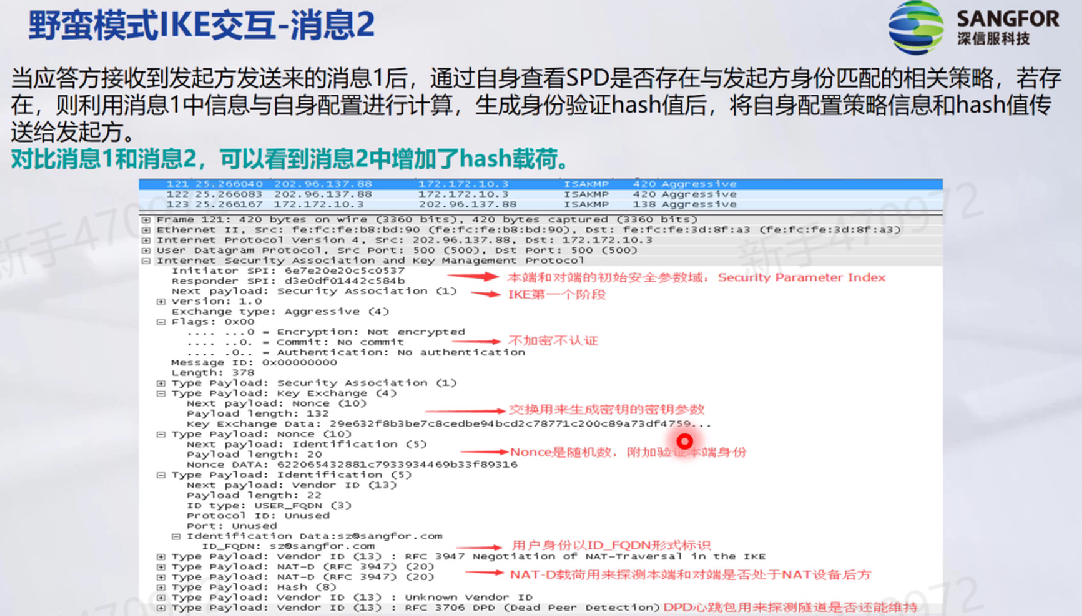 野蛮模式IKE交互-消息2
SANGFOR
深信服科技
当应答方接收到发起方发送来的消息1后，通过自身查看SPD是否存在与发起方身份匹配的相关策略，若存
在，则利用消息1中信息与自身配置进行计算，生成身份验证hash值后，将自身配置策略信息和hash值传
送给发起方。
对比消息1和消息2，可以看到消息2中增加了hash载荷。
121 25.266040 202.96.137.88 172.172.10.3 ISAKMP 420 Aggressive
122 25.266083 202.96.137.88 172.172.10.3 ISAKMP 420 Aggressive
123 25.266167 172.172.10.3 202.96.137.88 ISAKMP 138 Aggressive
Frame 121: 420 bytes on wire (3360 bits), 420 bytes captured (3360 bits)
Ethernet II, Src: fe:fc:fe:b8:bd:90 (fe:fc:fe:b8:bd:90), Dst: fe:fc:fe:3d:8f:a3 (fe:fc:fe:3d:8f:a3)
Internet Protocol Version 4, Src: 202.96.137.88, Dst: 172.172.10.3
User Datagram Protocol, Src Port: 500 (500), Dst Port: 500 (500)
Internet Security Association and Key Management Protocol
Initiator SPI: 6e7e20e20c5c0537
Responder SPI: d3e0df01442c584b 本端和对端的初始安全参数域：Security Parameter Index
Next payload: Security Association (1) IKE第一个阶段
Version: 1.0
Exchange type: Aggressive (4)
Flags: 0x00
.... ...0 = Encryption: Not encrypted
.... ..0. = Commit: No commit 不加密不认证
.... .0.. = Authentication: No authentication
Message ID: 0x00000000
Length: 378
Type Payload: Security Association (1)
Type Payload: Key Exchange (4)
Next payload: Nonce (10)
Payload length: 132 交换用来生成密钥的密钥参数
Key Exchange Data: 29e632f8b3be7c8cedbe94bcd2c78771c200c89a73df4759...
Type Payload: Nonce (10)
Next payload: Identification (5)
Payload length: 20 Nonce是随机数，附加验证本端身份
Nonce DATA: 622065432881c7933934469b33f89316
Type Payload: Identification (5)
Next payload: Vendor ID (13)
Payload length: 22
ID type: USER_FQDN (3)
Protocol ID: Unused
Port: Unused
Identification Data:sz@sangfor.com
ID_FQDN: sz@sangfor.com 用户身份以ID_FQDN形式标识
Type Payload: Vendor ID (13) : RFC 3947 Negotiation of NAT-Traversal in the IKE
Type Payload: NAT-D (RFC 3947) (20)
Type Payload: NAT-D (RFC 3947) (20) NAT-D载荷用来探测本端和对端是否处于NAT设备后方
Type Payload: Hash (8)
Type Payload: Vendor ID (13) : Unknown Vendor ID
Type Payload: Vendor ID (13) : RFC 3706 DPD (Dead Peer Detection) DPD心跳包用来探测隧道是否还能维持
新手470972